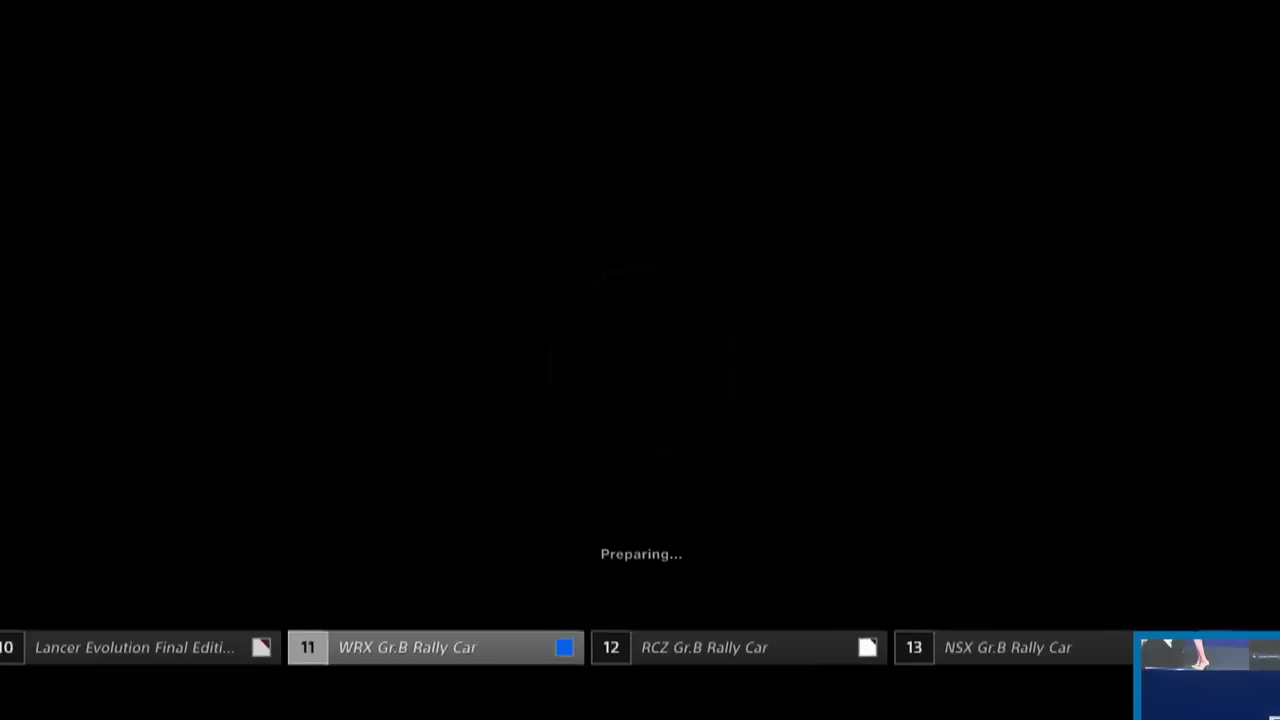 Preparing...
10 Lancer Evolution Final Editi... 11 WRX Gr.B Rally Car 12 RCZ Gr.B Rally Car 13 NSX Gr.B Rally Car